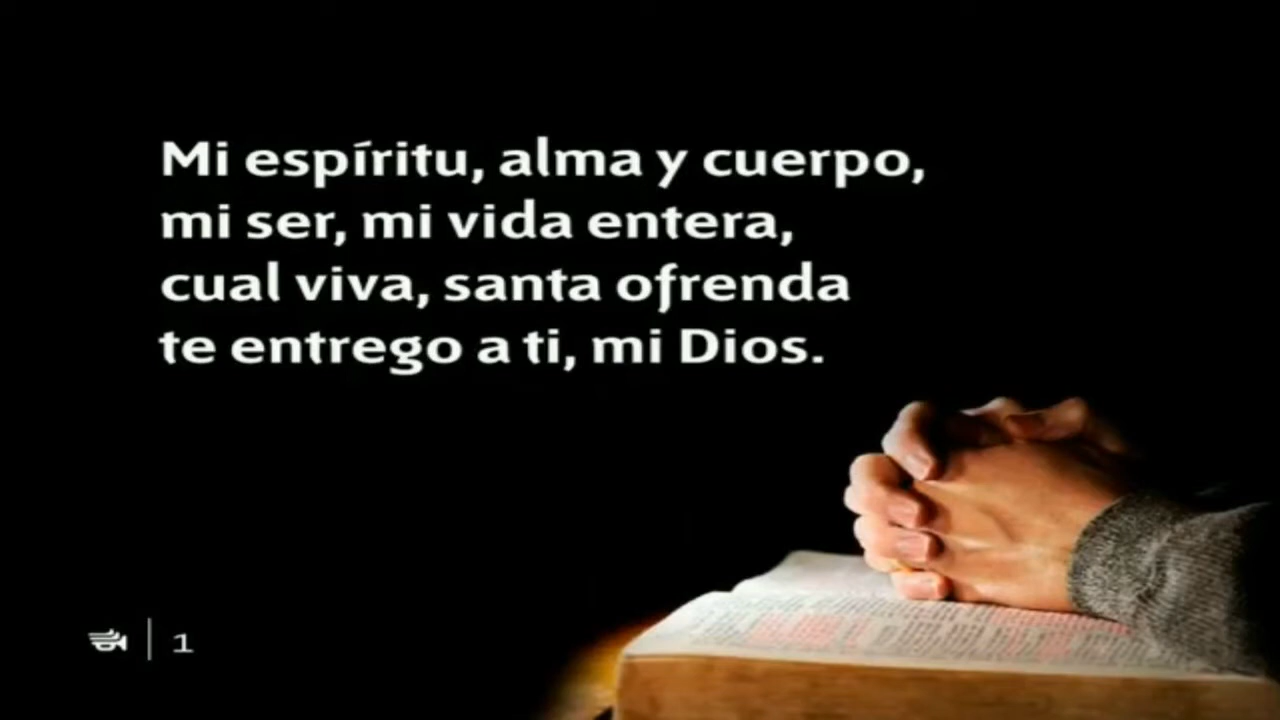 Mi espíritu, alma y cuerpo,
mi ser, mi vida entera,
cual viva, santa ofrenda
te entrego a ti, mi Dios.
1